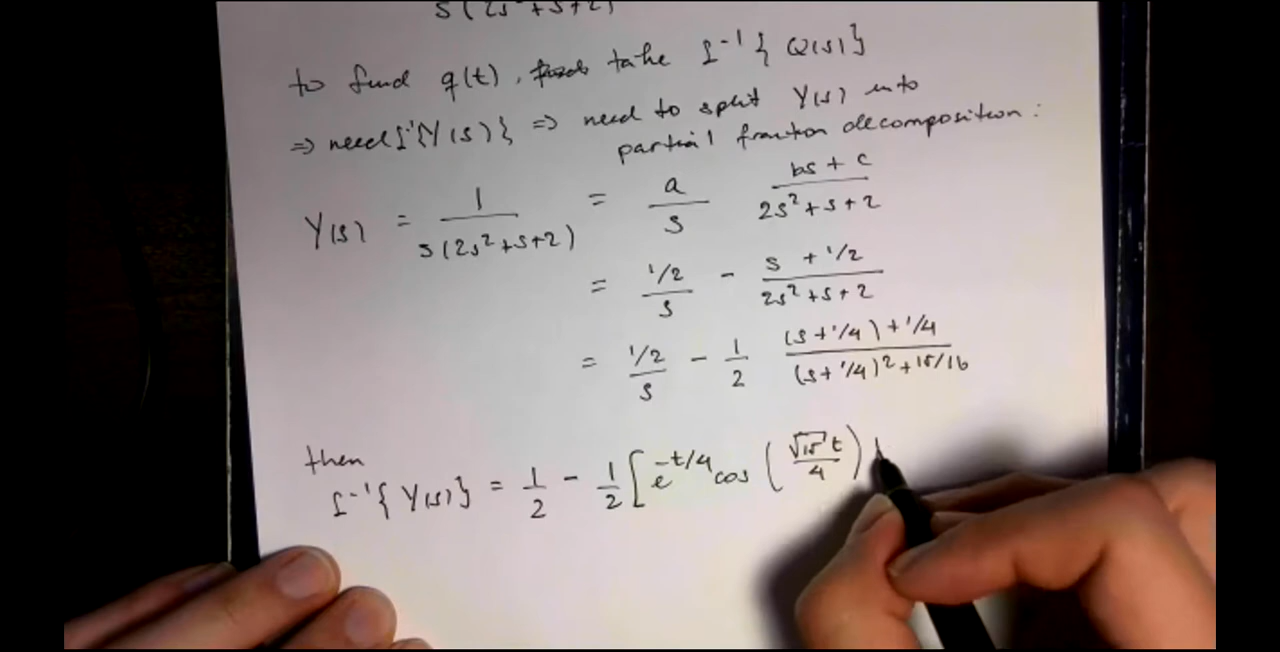 s(2s²+s+2)
to find q(t), take ℒ⁻¹{Q(s)}
⇒ need ℒ⁻¹{Y(s)} ⇒ need to split Y(s) into
partial fraction decomposition:
Y(s) = 1/(s(2s²+s+2)) = a/s (bs+c)/(2s²+s+2)
= (1/2)/s - (s+1/2)/(2s²+s+2)
= (1/2)/s - 1/2 ((s+1/4)+1/4)/((s+1/4)²+15/16)
then
ℒ⁻¹{Y(s)} = 1/2 - 1/2 [e^(-t/4) cos(√15 t/4)